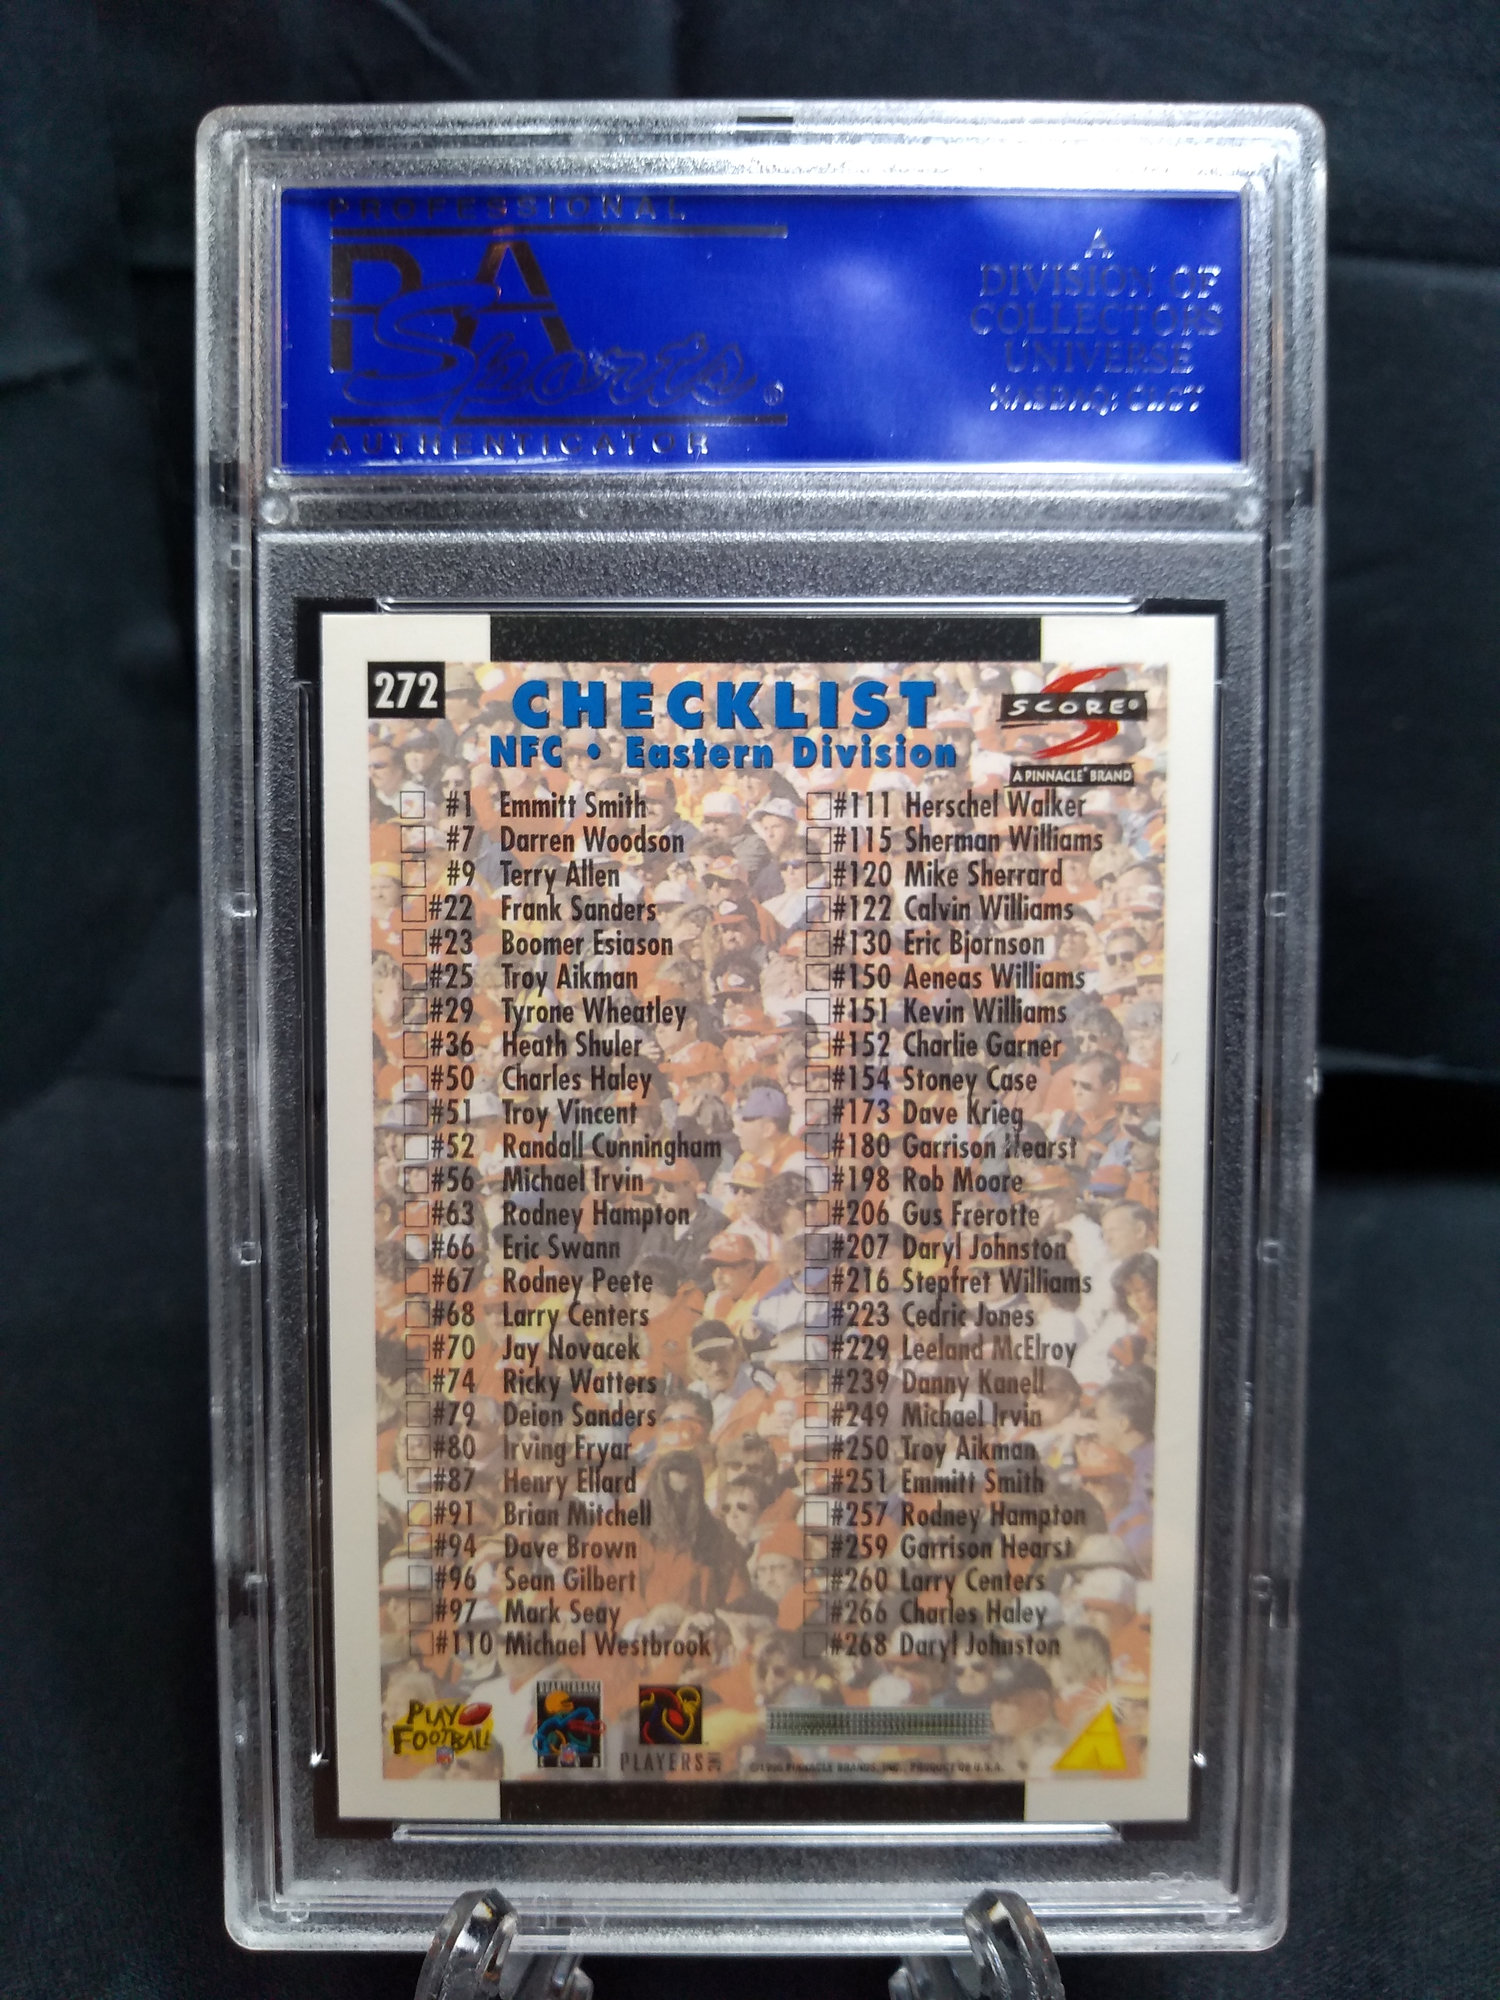 PROFESSIONAL
PSA
Sports®
AUTHENTICATOR
A
DIVISION OF
COLLECTORS
UNIVERSE
NASDAQ: CLCT
272
CHECKLIST
NFC • Eastern Division
SCORE®
A PINNACLE® BRAND
#1 Emmitt Smith
#7 Darren Woodson
#9 Terry Allen
#22 Frank Sanders
#23 Boomer Esiason
#25 Troy Aikman
#29 Tyrone Wheatley
#36 Heath Shuler
#50 Charles Haley
#51 Troy Vincent
#52 Randall Cunningham
#56 Michael Irvin
#63 Rodney Hampton
#66 Eric Swann
#67 Rodney Peete
#68 Larry Centers
#70 Jay Novacek
#74 Ricky Watters
#79 Deion Sanders
#80 Irving Fryar
#87 Henry Ellard
#91 Brian Mitchell
#94 Dave Brown
#96 Sean Gilbert
#97 Mark Seay
#110 Michael Westbrook
#111 Herschel Walker
#115 Sherman Williams
#120 Mike Sherrard
#122 Calvin Williams
#130 Eric Bjornson
#150 Aeneas Williams
#151 Kevin Williams
#152 Charlie Garner
#154 Stoney Case
#173 Dave Krieg
#180 Garrison Hearst
#198 Rob Moore
#206 Gus Frerotte
#207 Daryl Johnston
#216 Stepfret Williams
#223 Cedric Jones
#229 Leeland McElroy
#239 Danny Kanell
#249 Michael Irvin
#250 Troy Aikman
#251 Emmitt Smith
#257 Rodney Hampton
#259 Garrison Hearst
#260 Larry Centers
#266 Charles Haley
#268 Daryl Johnston
PLAY
FOOTBALL
QUARTERBACK
PLAYERS
©1996 PINNACLE BRANDS, INC. PRODUCT OF U.S.A.